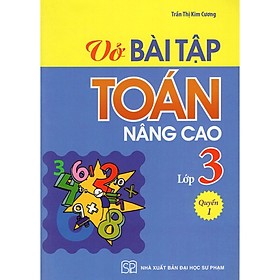 Trần Thị Kim Cương
Vở BÀI TẬP
TOÁN
NÂNG CAO
Lớp 3
Quyển 1
NHÀ XUẤT BẢN ĐẠI HỌC SƯ PHẠM